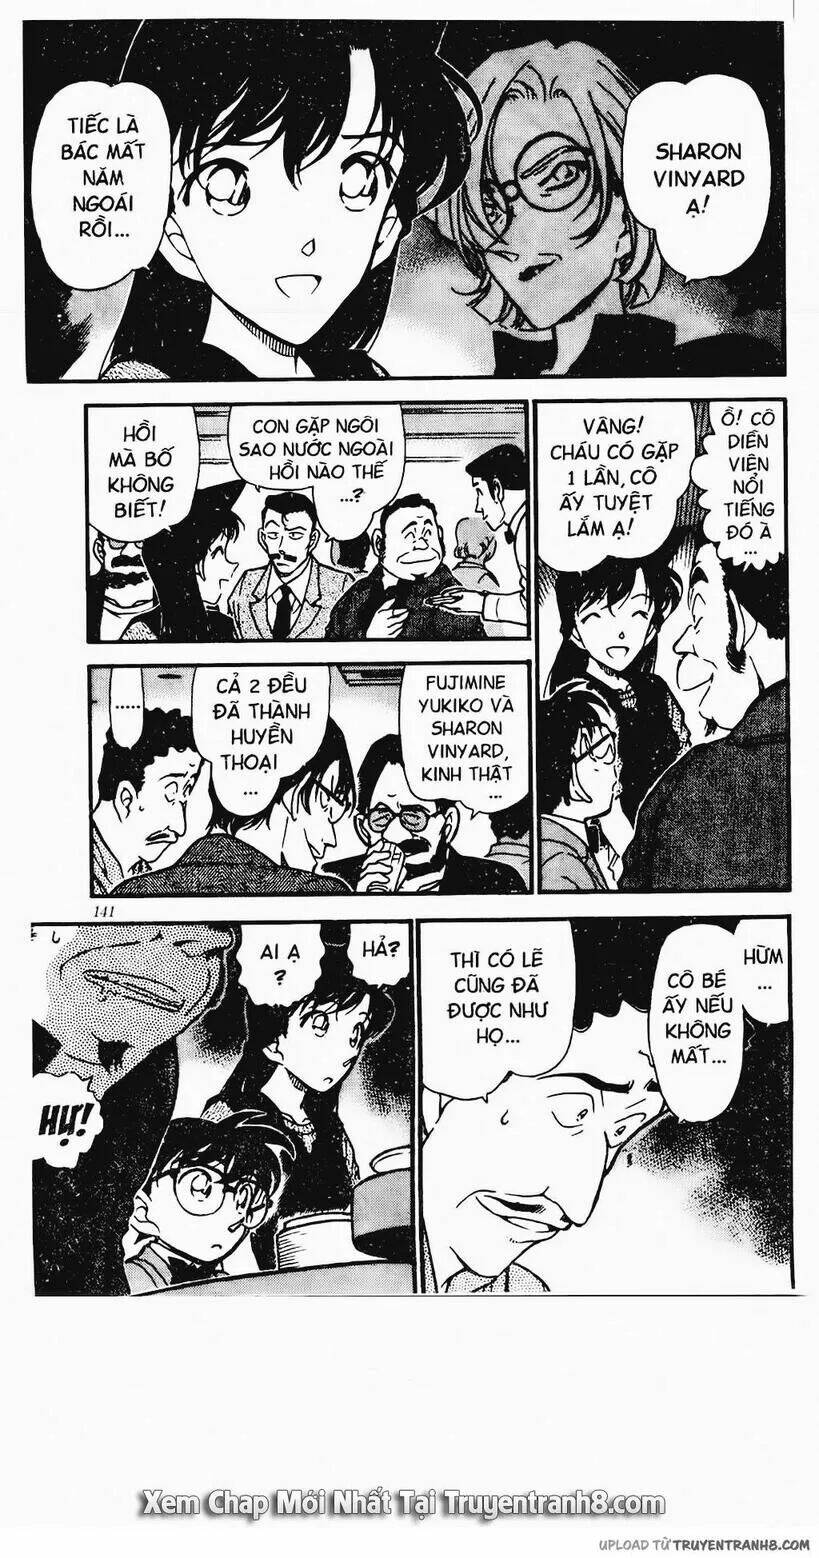 SHARON
VINYARD
Ạ!
TIẾC LÀ
BÁC MẤT
NĂM
NGOÁI
RỒI...
Ồ! CÔ
DIỄN
VIÊN
NỔI
TIẾNG
ĐÓ À
...
VÂNG!
CHÁU CÓ GẶP
1 LẦN, CÔ
ẤY TUYỆT
LẮM Ạ!
CON GẶP NGÔI
SAO NƯỚC NGOÀI
HỒI NÀO THẾ
...?
HỒI
MÀ BỐ
KHÔNG
BIẾT!
FUJIMINE
YUKIKO VÀ
SHARON
VINYARD,
KINH THẬT
...
CẢ 2 ĐỀU
ĐÃ THÀNH
HUYỀN
THOẠI
...
......
141
HỪM
...
CÔ BÉ
ẤY NẾU
KHÔNG
MẤT...
THÌ CÓ LẼ
CŨNG ĐÃ
ĐƯỢC NHƯ
HỌ...
HẢ?
AI Ạ
?
HỰ!
Xem Chap Mới Nhất Tại Truyentranh8.com
UPLOAD TỪ TRUYENTRANH8.COM